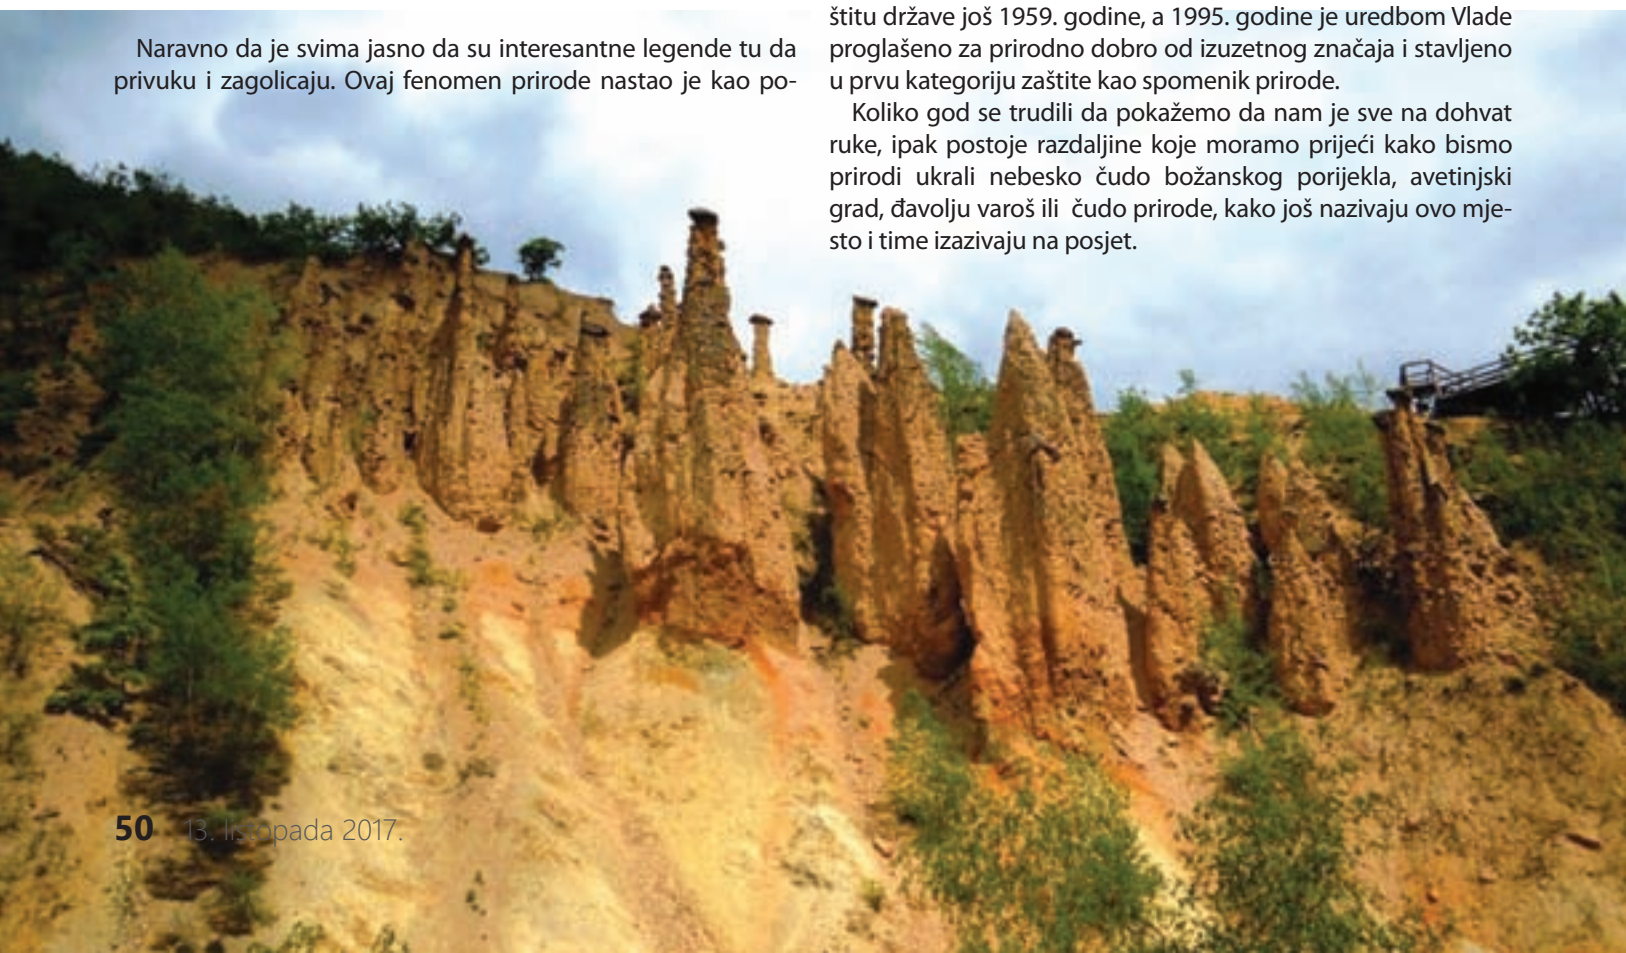 Naravno da je svima jasno da su interesantne legende tu da
privuku i zagolicaju. Ovaj fenomen prirode nastao je kao po-
štitu države još 1959. godine, a 1995. godine je uredbom Vlade
proglašeno za prirodno dobro od izuzetnog značaja i stavljeno
u prvu kategoriju zaštite kao spomenik prirode.
Koliko god se trudili da pokažemo da nam je sve na dohvat
ruke, ipak postoje razdaljine koje moramo prijeći kako bismo
prirodi ukrali nebesko čudo božanskog porijekla, avetinjski
grad, đavolju varoš ili čudo prirode, kako još nazivaju ovo mje-
sto i time izazivaju na posjet.
50 13. listopada 2017.